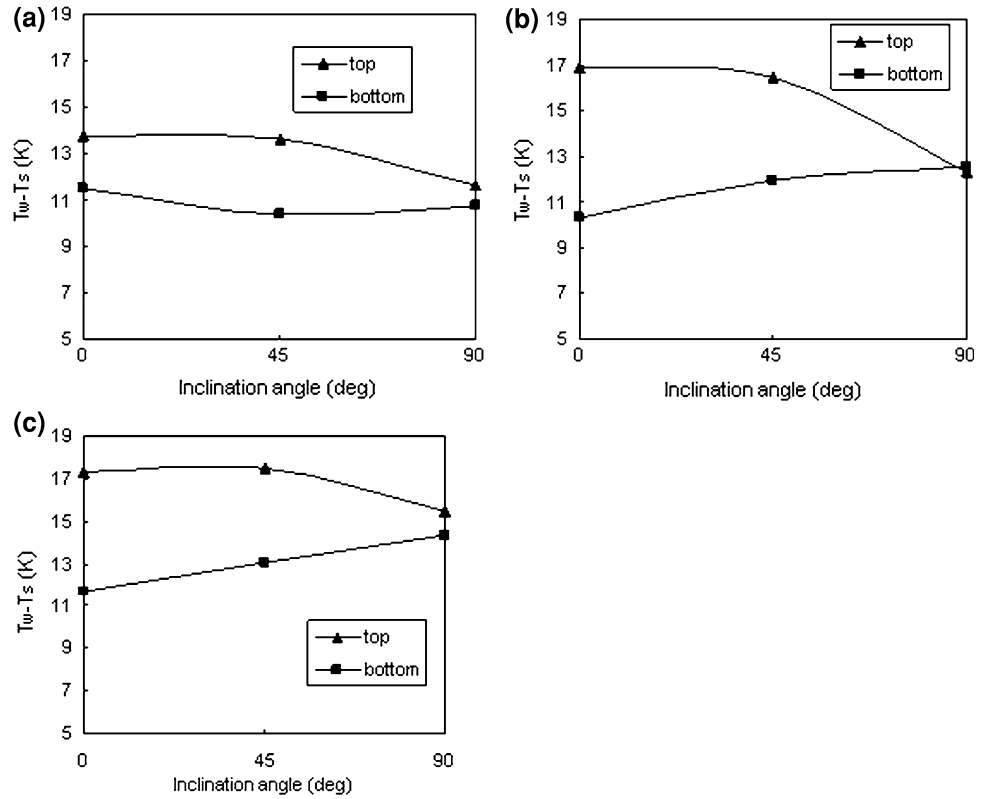 (a)
19
17
15
13
11
9
7
5
Tw-Ts (K)
top
bottom
0 45 90
Inclination angle (deg)
(b)
19
17
15
13
11
9
7
5
Tw-Ts (K)
top
bottom
0 45 90
Inclination angle (deg)
(c)
19
17
15
13
11
9
7
5
Tw-Ts (K)
top
bottom
0 45 90
Inclination angle (deg)